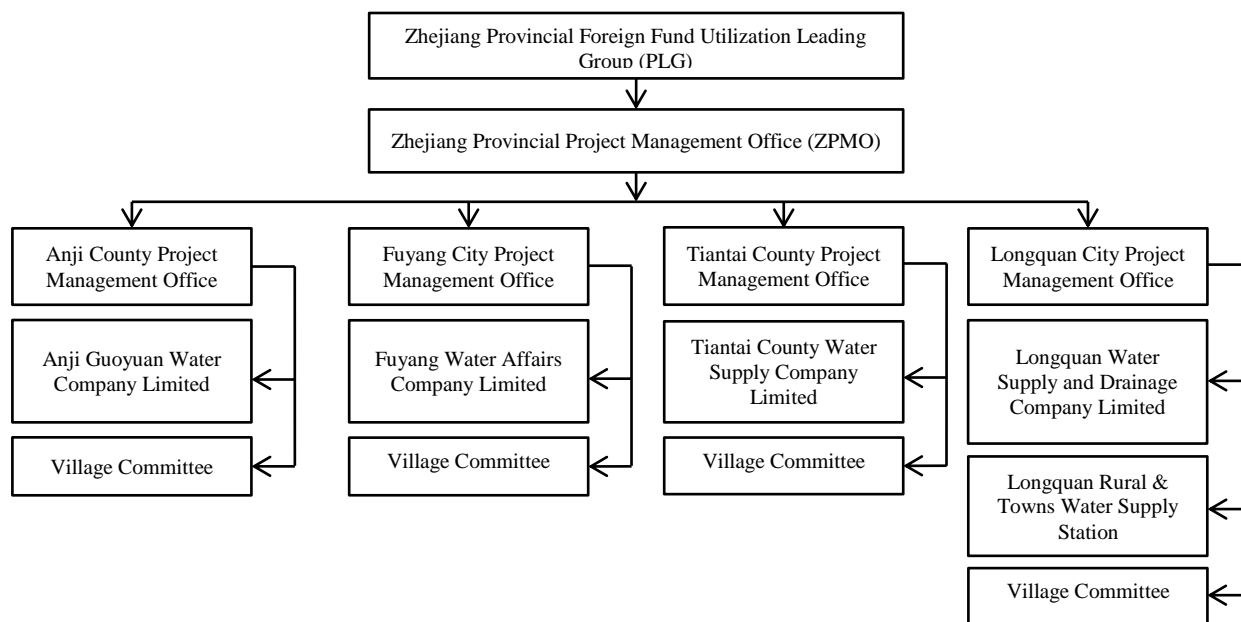 Zhejiang Provincial Foreign Fund Utilization Leading
Group (PLG)
Zhejiang Provincial Project Management Office (ZPMO)
Anji County Project
Management Office
Fuyang City Project
Management Office
Tiantai County Project
Management Office
Longquan City Project
Management Office
Anji Guoyuan Water
Company Limited
Fuyang Water Affairs
Company Limited
Tiantai County Water
Supply Company
Limited
Longquan Water
Supply and Drainage
Company Limited
Village Committee
Village Committee
Village Committee
Longquan Rural &
Towns Water Supply
Station
Village Committee